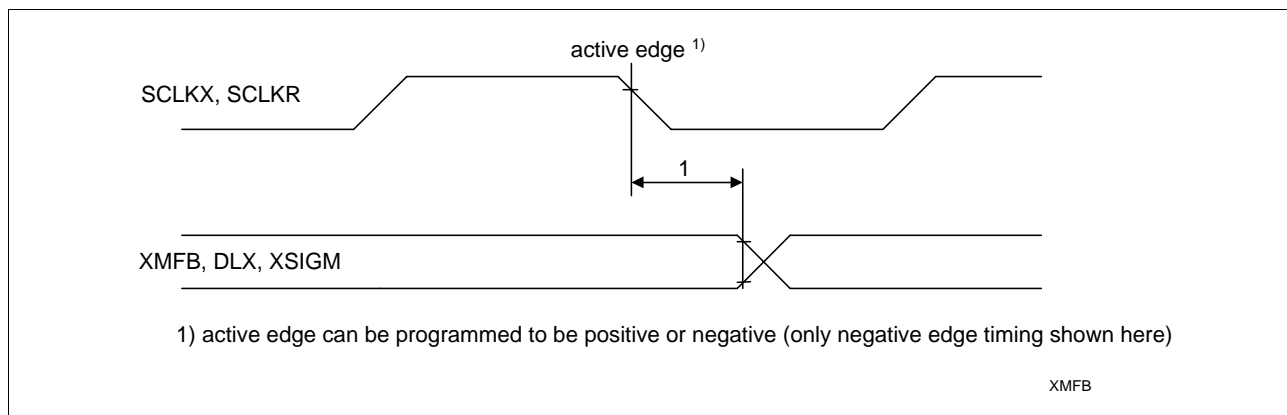 active edge 1)
SCLKX, SCLKR
1
XMFB, DLX, XSIGM
1) active edge can be programmed to be positive or negative (only negative edge timing shown here)
XMFB